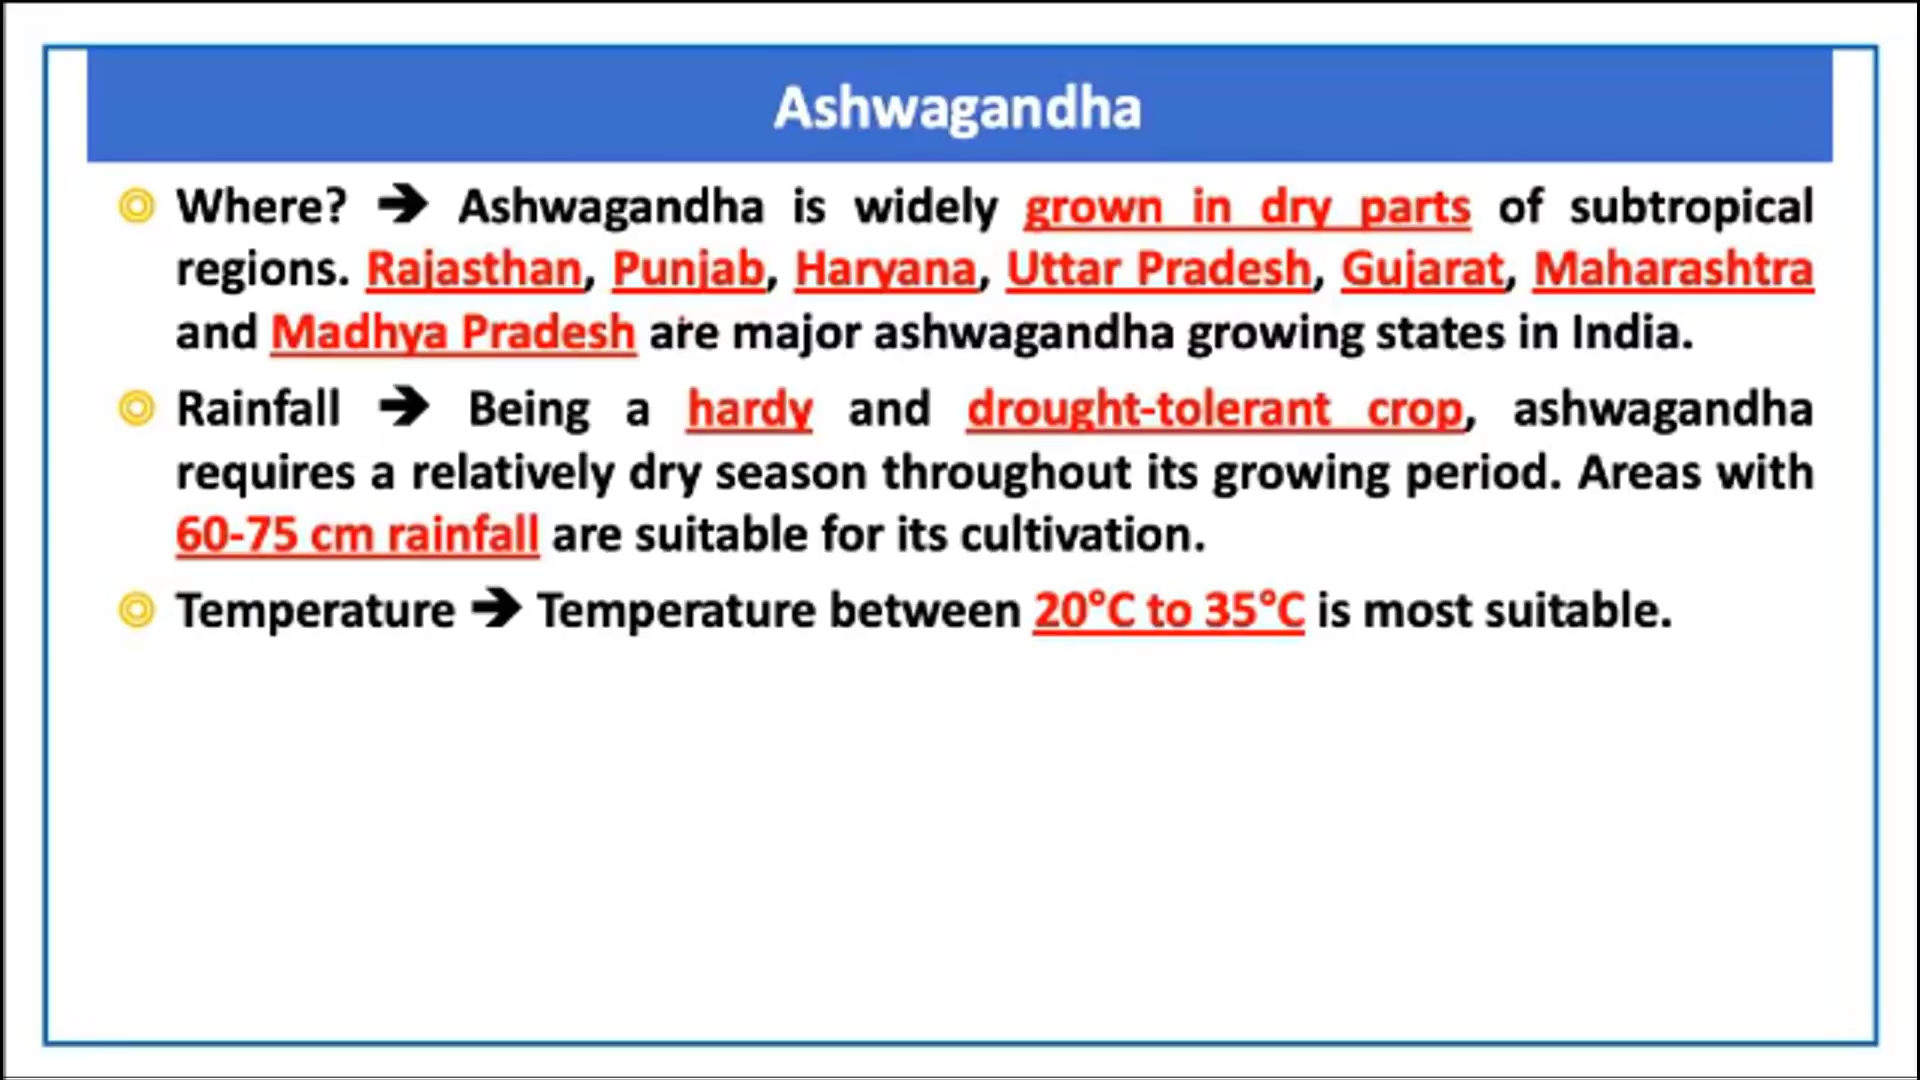 Ashwagandha
Where? ➔ Ashwagandha is widely grown in dry parts of subtropical
regions. Rajasthan, Punjab, Haryana, Uttar Pradesh, Gujarat, Maharashtra
and Madhya Pradesh are major ashwagandha growing states in India.
Rainfall ➔ Being a hardy and drought-tolerant crop, ashwagandha
requires a relatively dry season throughout its growing period. Areas with
60-75 cm rainfall are suitable for its cultivation.
Temperature ➔ Temperature between 20°C to 35°C is most suitable.